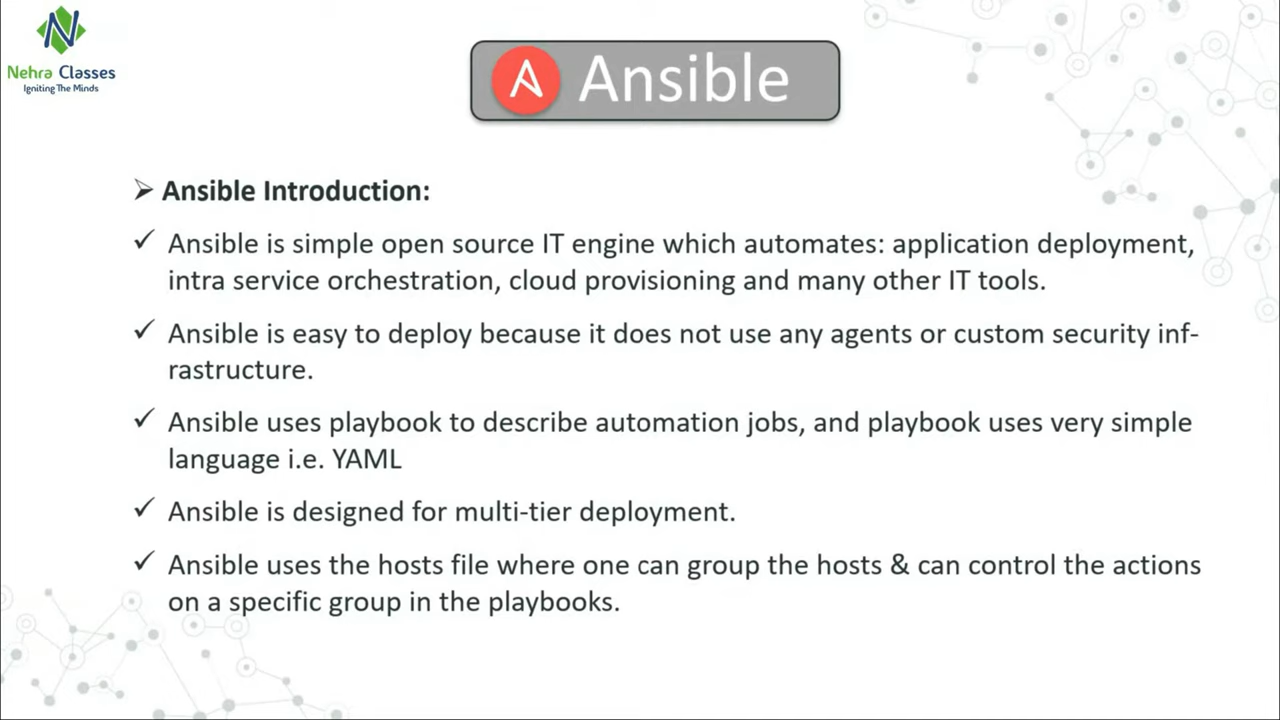 Nehra Classes
Igniting The Minds
Ansible
Ansible Introduction:
Ansible is simple open source IT engine which automates: application deployment,
intra service orchestration, cloud provisioning and many other IT tools.
Ansible is easy to deploy because it does not use any agents or custom security inf-
rastructure.
Ansible uses playbook to describe automation jobs, and playbook uses very simple
language i.e. YAML
Ansible is designed for multi-tier deployment.
Ansible uses the hosts file where one can group the hosts & can control the actions
on a specific group in the playbooks.